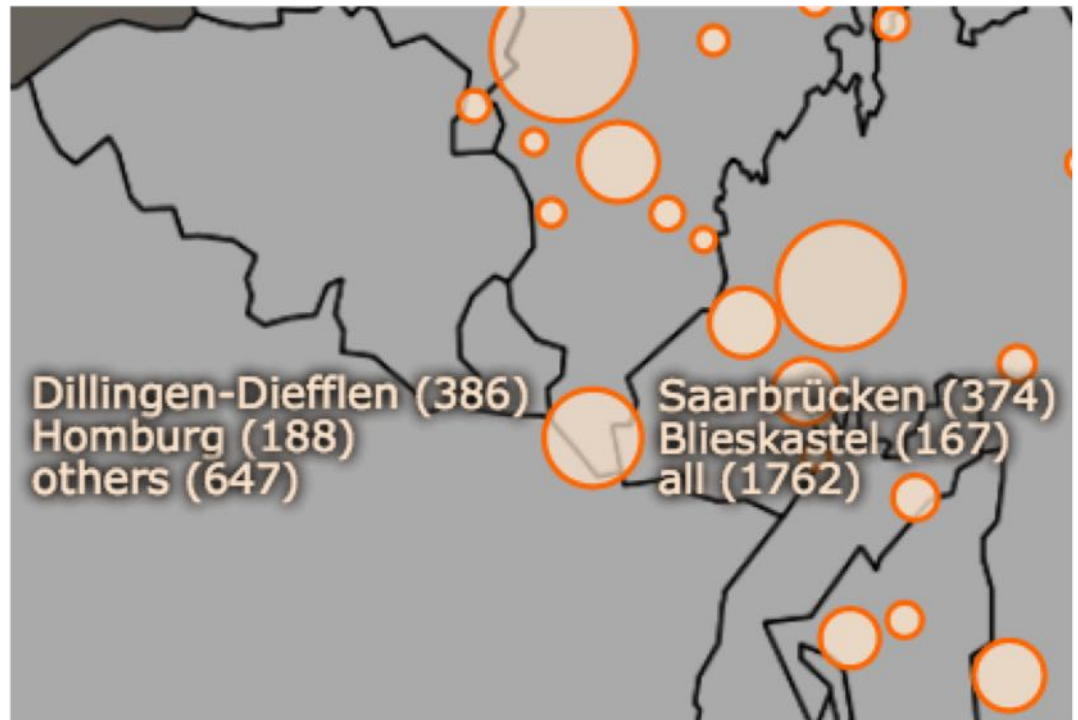 Dillingen-Diefflen (386)
Homburg (188)
others (647)
Saarbrücken (374)
Blieskastel (167)
all (1762)